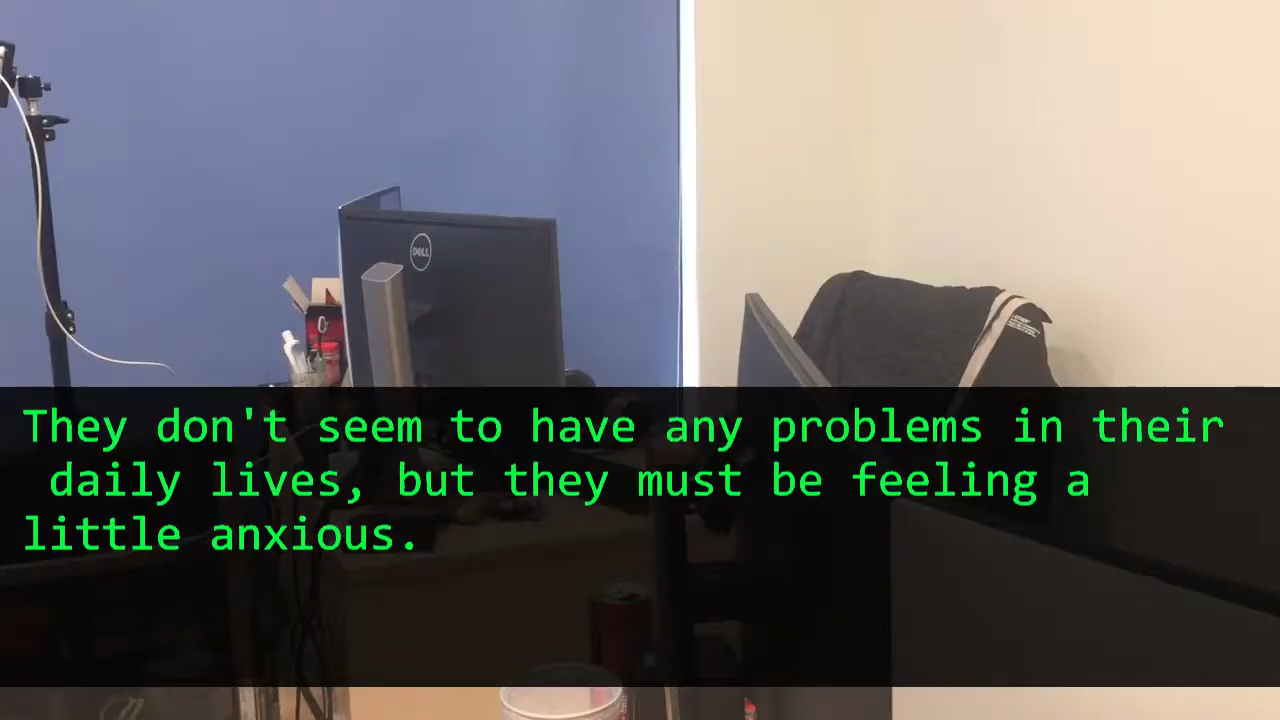 DELL
They don't seem to have any problems in their
daily lives, but they must be feeling a
little anxious.